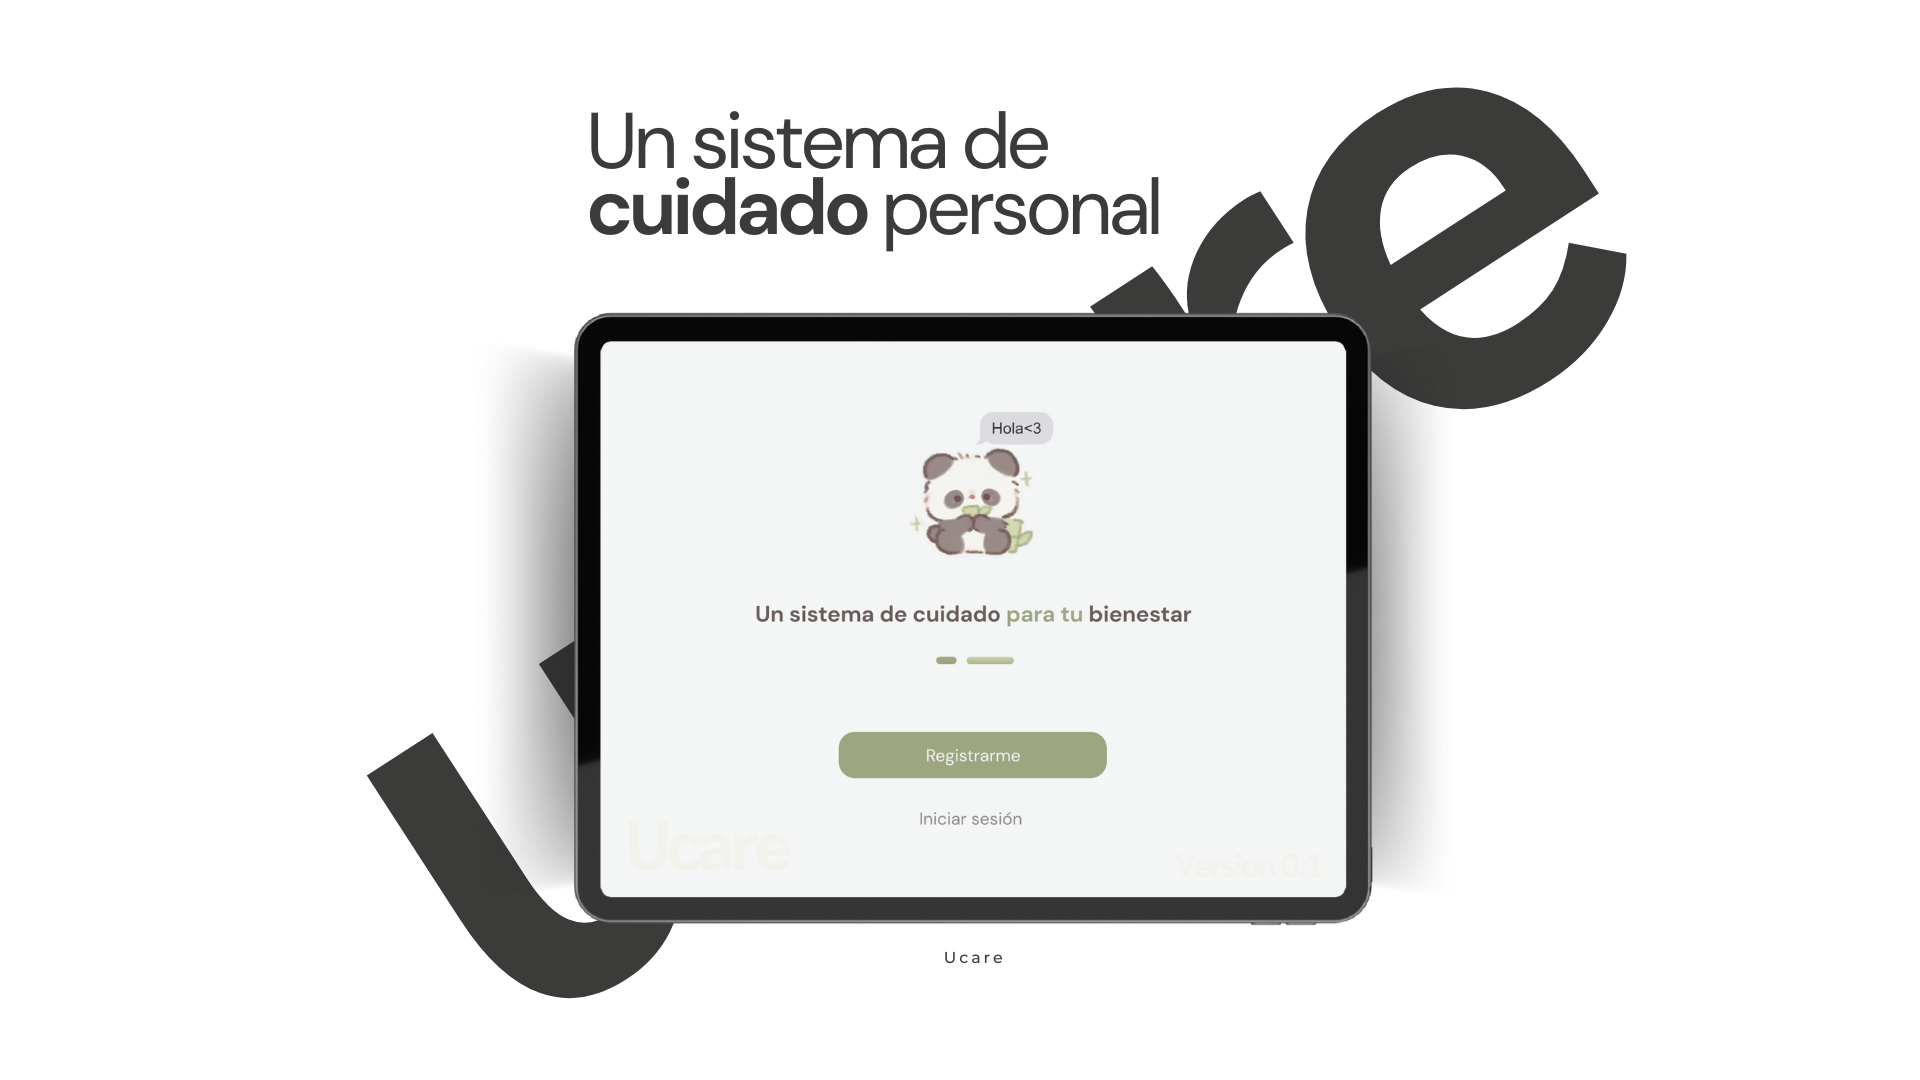 Un sistema de
cuidado personal
re
Hola<3
Un sistema de cuidado para tu bienestar
Registrarme
Iniciar sesión
Ucare
Version 0.1
U
Ucare